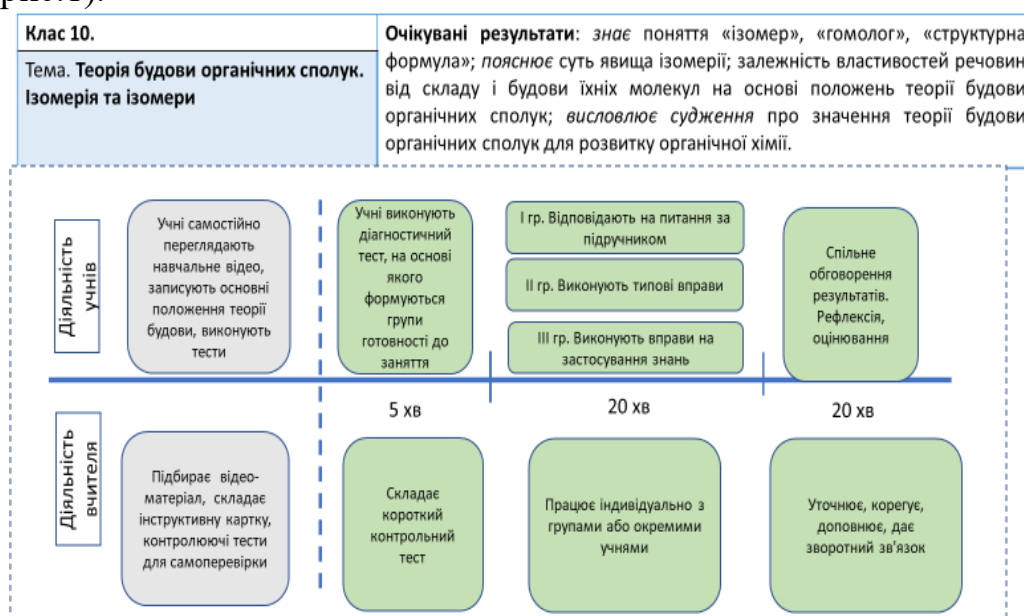 Клас 10.
Тема. Теорія будови органічних сполук.
Ізомерія та ізомери
Очікувані результати: знає поняття «ізомер», «гомолог», «структурна
формула»; пояснює суть явища ізомерії; залежність властивостей речовин
від складу і будови їхніх молекул на основі положень теорії будови
органічних сполук; висловлює судження про значення теорії будови
органічних сполук для розвитку органічної хімії.
Діяльність
учнів
Учні самостійно
переглядають
навчальне відео,
записують основні
положення теорії
будови, виконують
тести
Учні виконують
діагностичний
тест, на основі
якого
формуються
групи
готовності до
заняття
І гр. Відповідають на питання за
підручником
ІІ гр. Виконують типові вправи
ІІІ гр. Виконують вправи на
застосування знань
Спільне
обговорення
результатів.
Рефлексія,
оцінювання
5 хв
20 хв
20 хв
Діяльність
вчителя
Підбирає відео-
матеріал, складає
інструктивну картку,
контролюючі тести
для самоперевірки
Складає
короткий
контрольний
тест
Працює індивідуально з
групами або окремими
учнями
Уточнює, корегує,
доповнює, дає
зворотний зв'язок